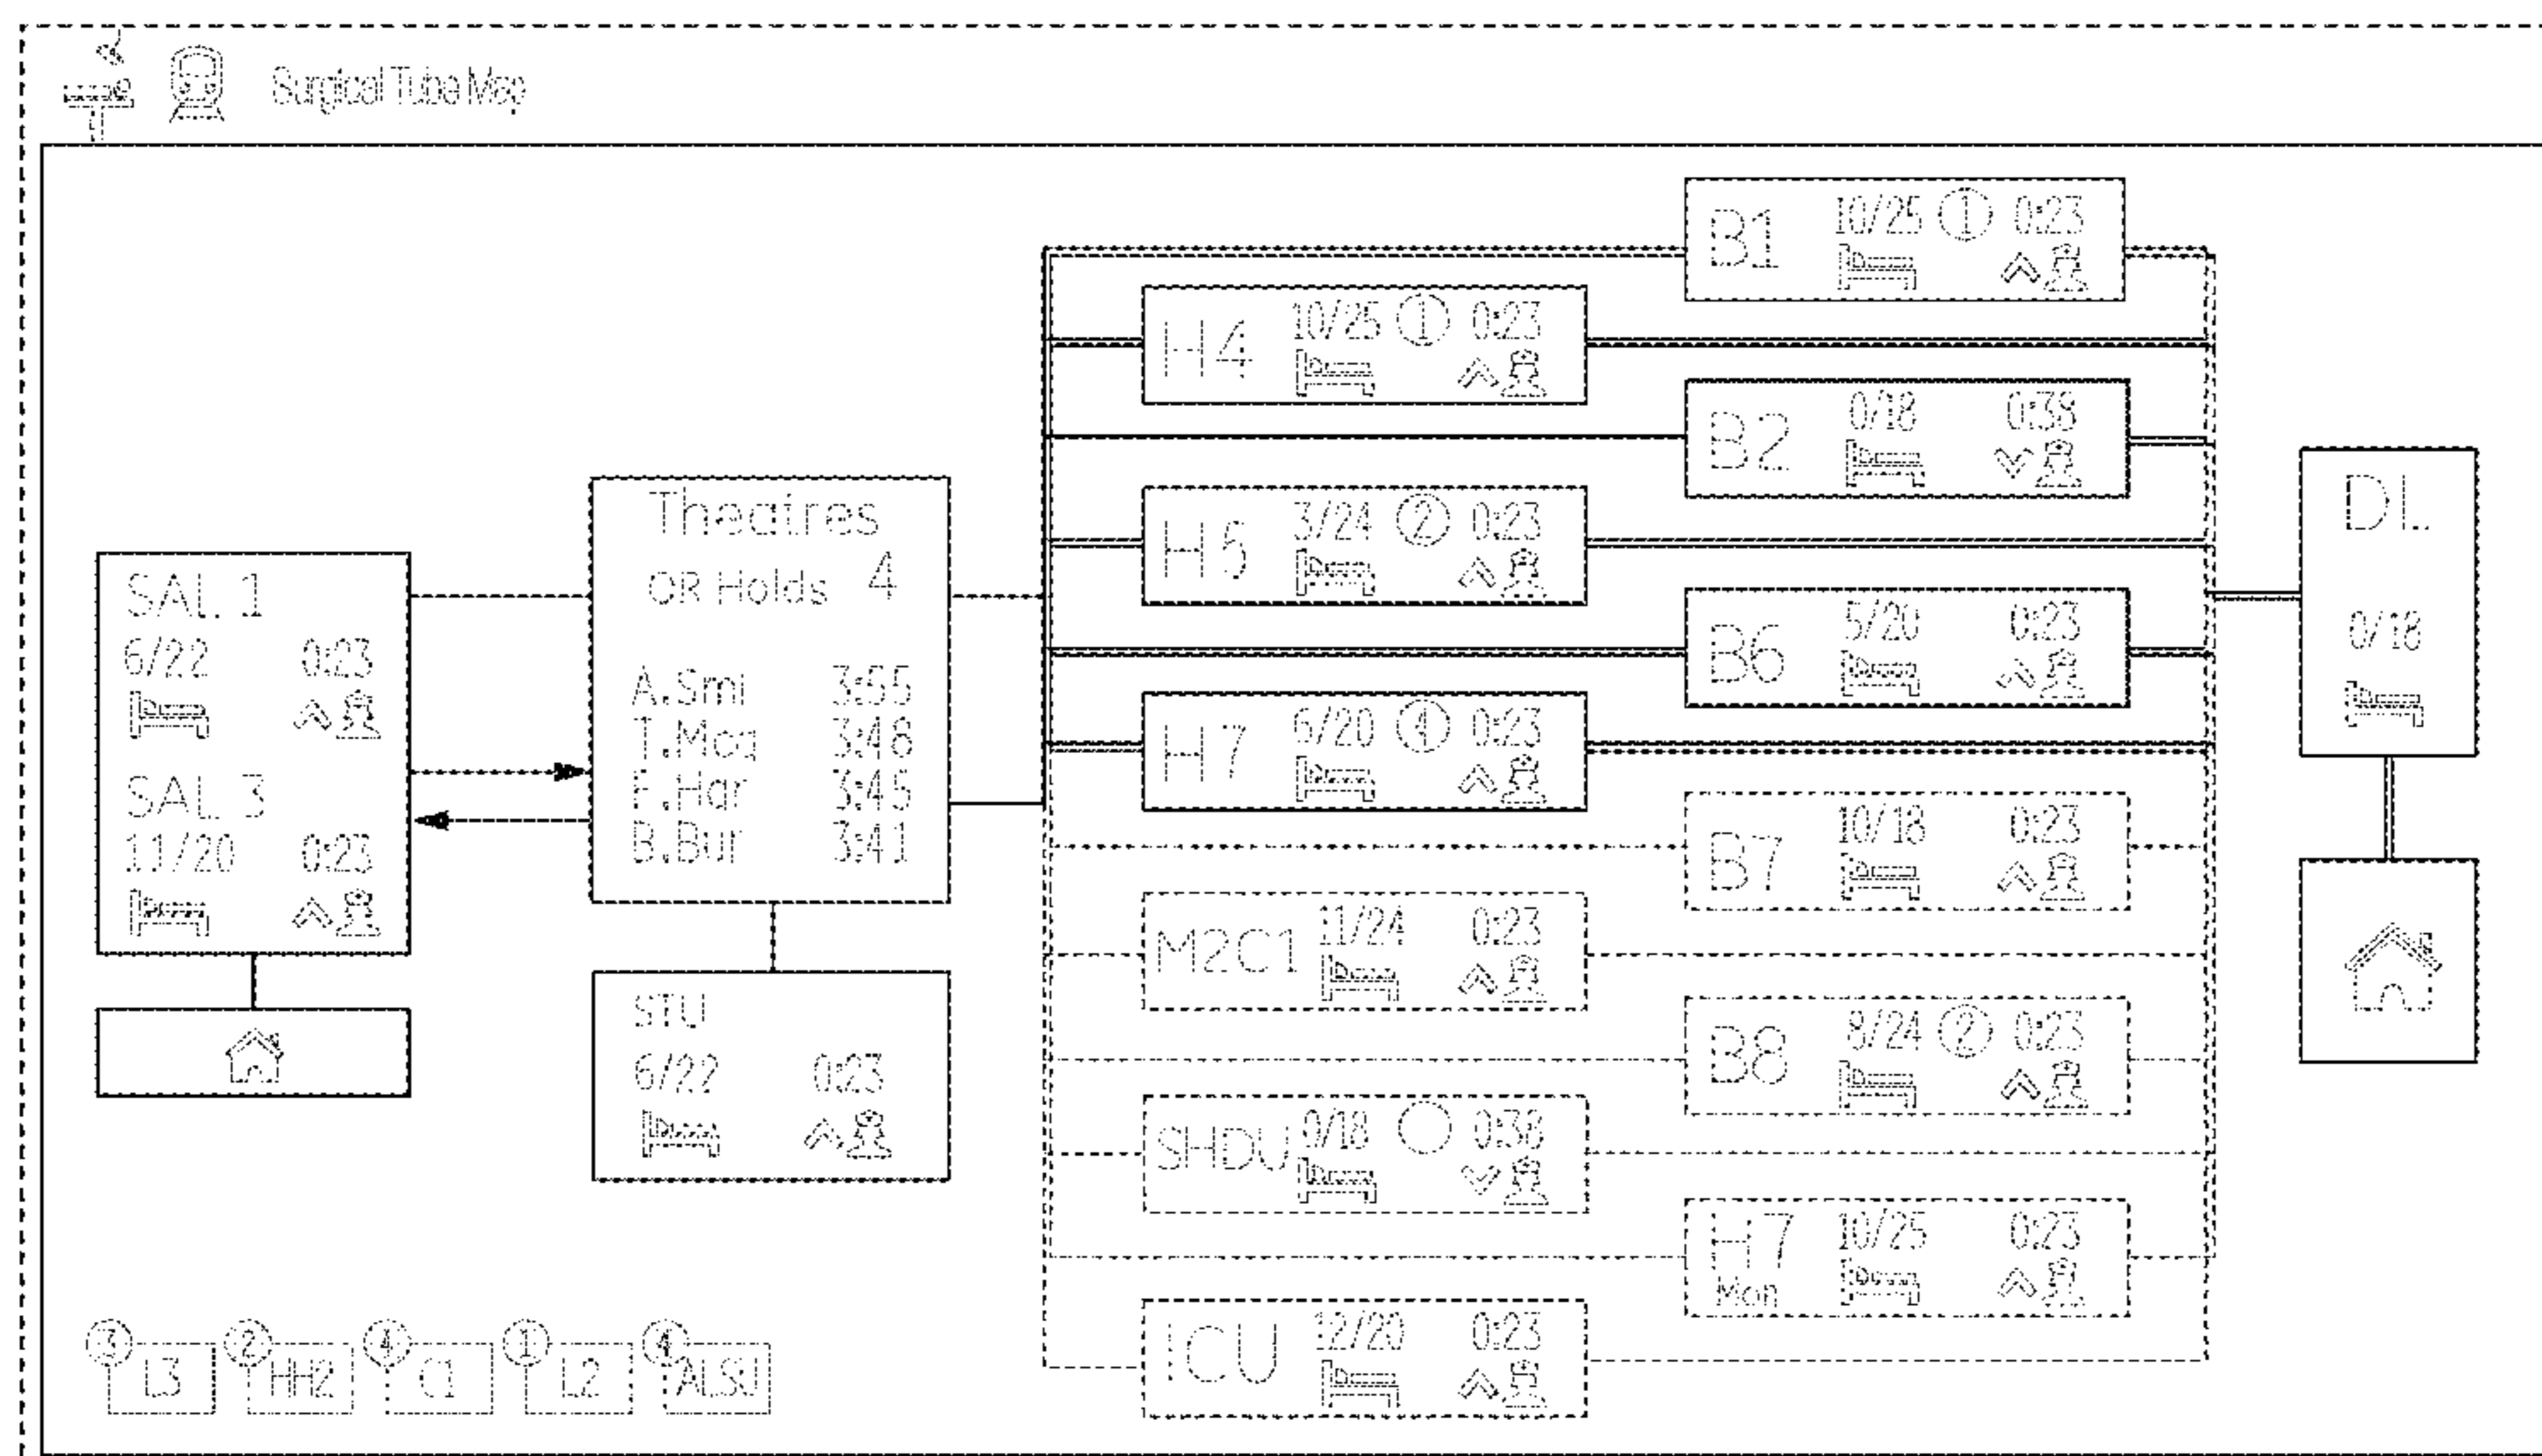 Surgical Tube Map
SAL 1
6/22 0:23
SAL 3
11/20 0:23
Theatres
OR Holds 4
A.Smi 3:55
T.Mcq 3:48
F.Har 3:45
B.Bur 3:41
STU
6/22 0:23
B1 10/25 1 0:23
H4 10/25 1 0:23
B2 0/18 0:38
H5 3/24 2 0:23
B6 5/20 0:23
H7 6/20 4 0:23
B7 10/18 0:23
M2C1 11/24 0:23
B8 8/24 2 0:23
SHDU 0/18 0:38
H7 10/25 0:23
Mon
ICU 12/20 0:23
DL
0/18
3 2 4 1 4
L3 HH2 C1 L2 ALSU